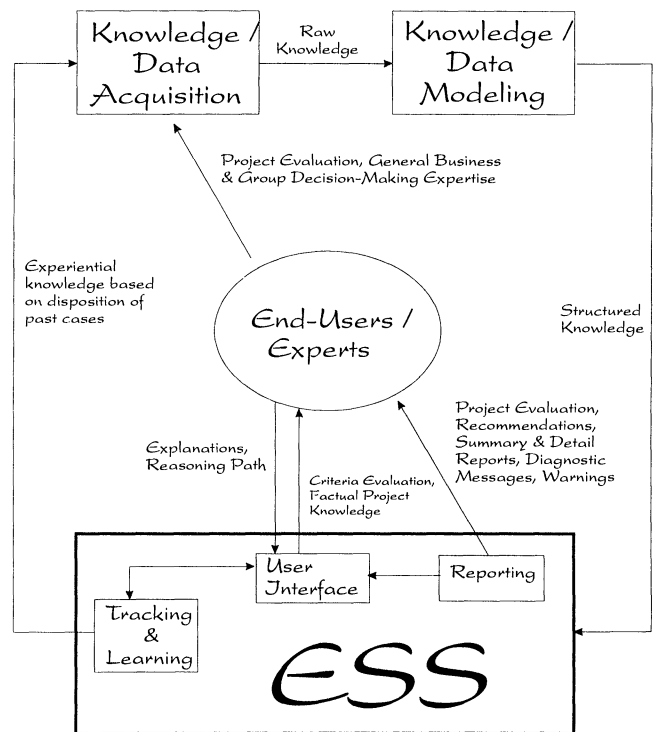 Knowledge /
Data
Acquisition
Raw
Knowledge
Knowledge /
Data
Modeling
Project Evaluation, General Business
& Group Decision-Making Expertise
Experiential
knowledge based
on disposition of
past cases
End-Users /
Experts
Structured
Knowledge
Explanations,
Reasoning Path
Criteria Evaluation,
Factual Project
Knowledge
Project Evaluation,
Recommendations,
Summary & Detail
Reports, Diagnostic
Messages, Warnings
User
Interface
Reporting
Tracking
&
Learning
ESS